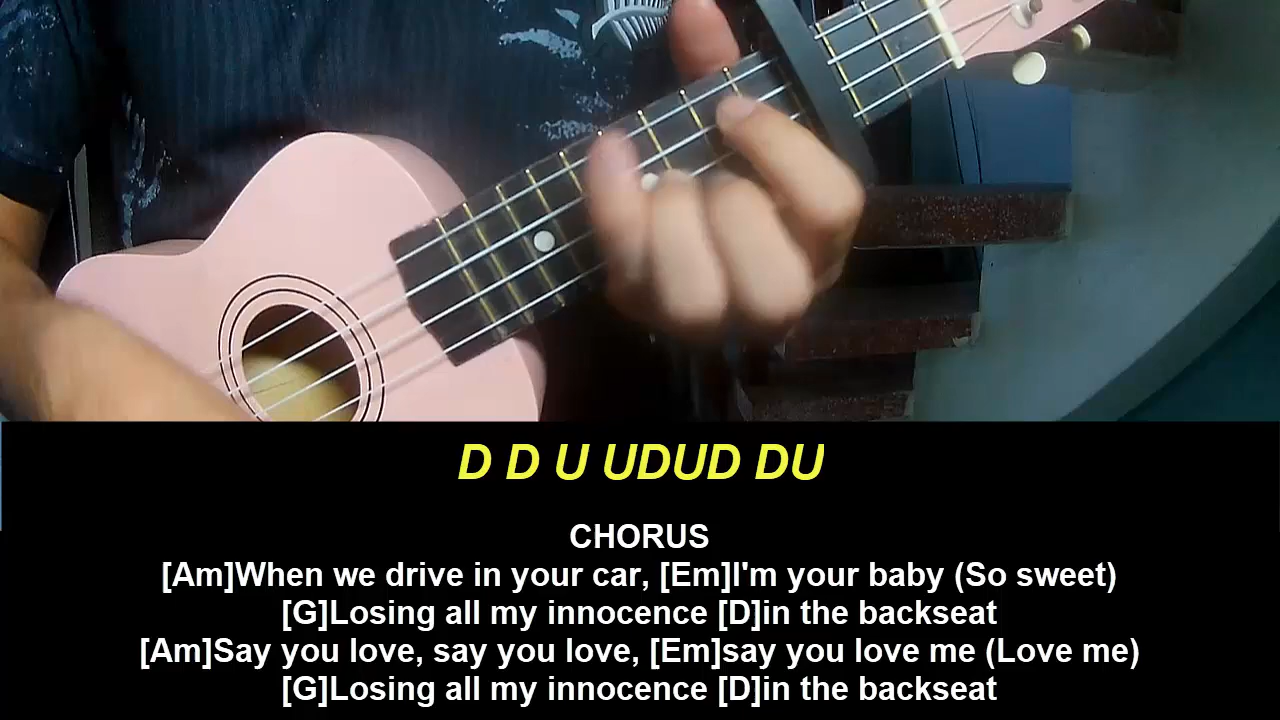 D D U UDUD DU
CHORUS
[Am]When we drive in your car, [Em]I'm your baby (So sweet)
[G]Losing all my innocence [D]in the backseat
[Am]Say you love, say you love, [Em]say you love me (Love me)
[G]Losing all my innocence [D]in the backseat